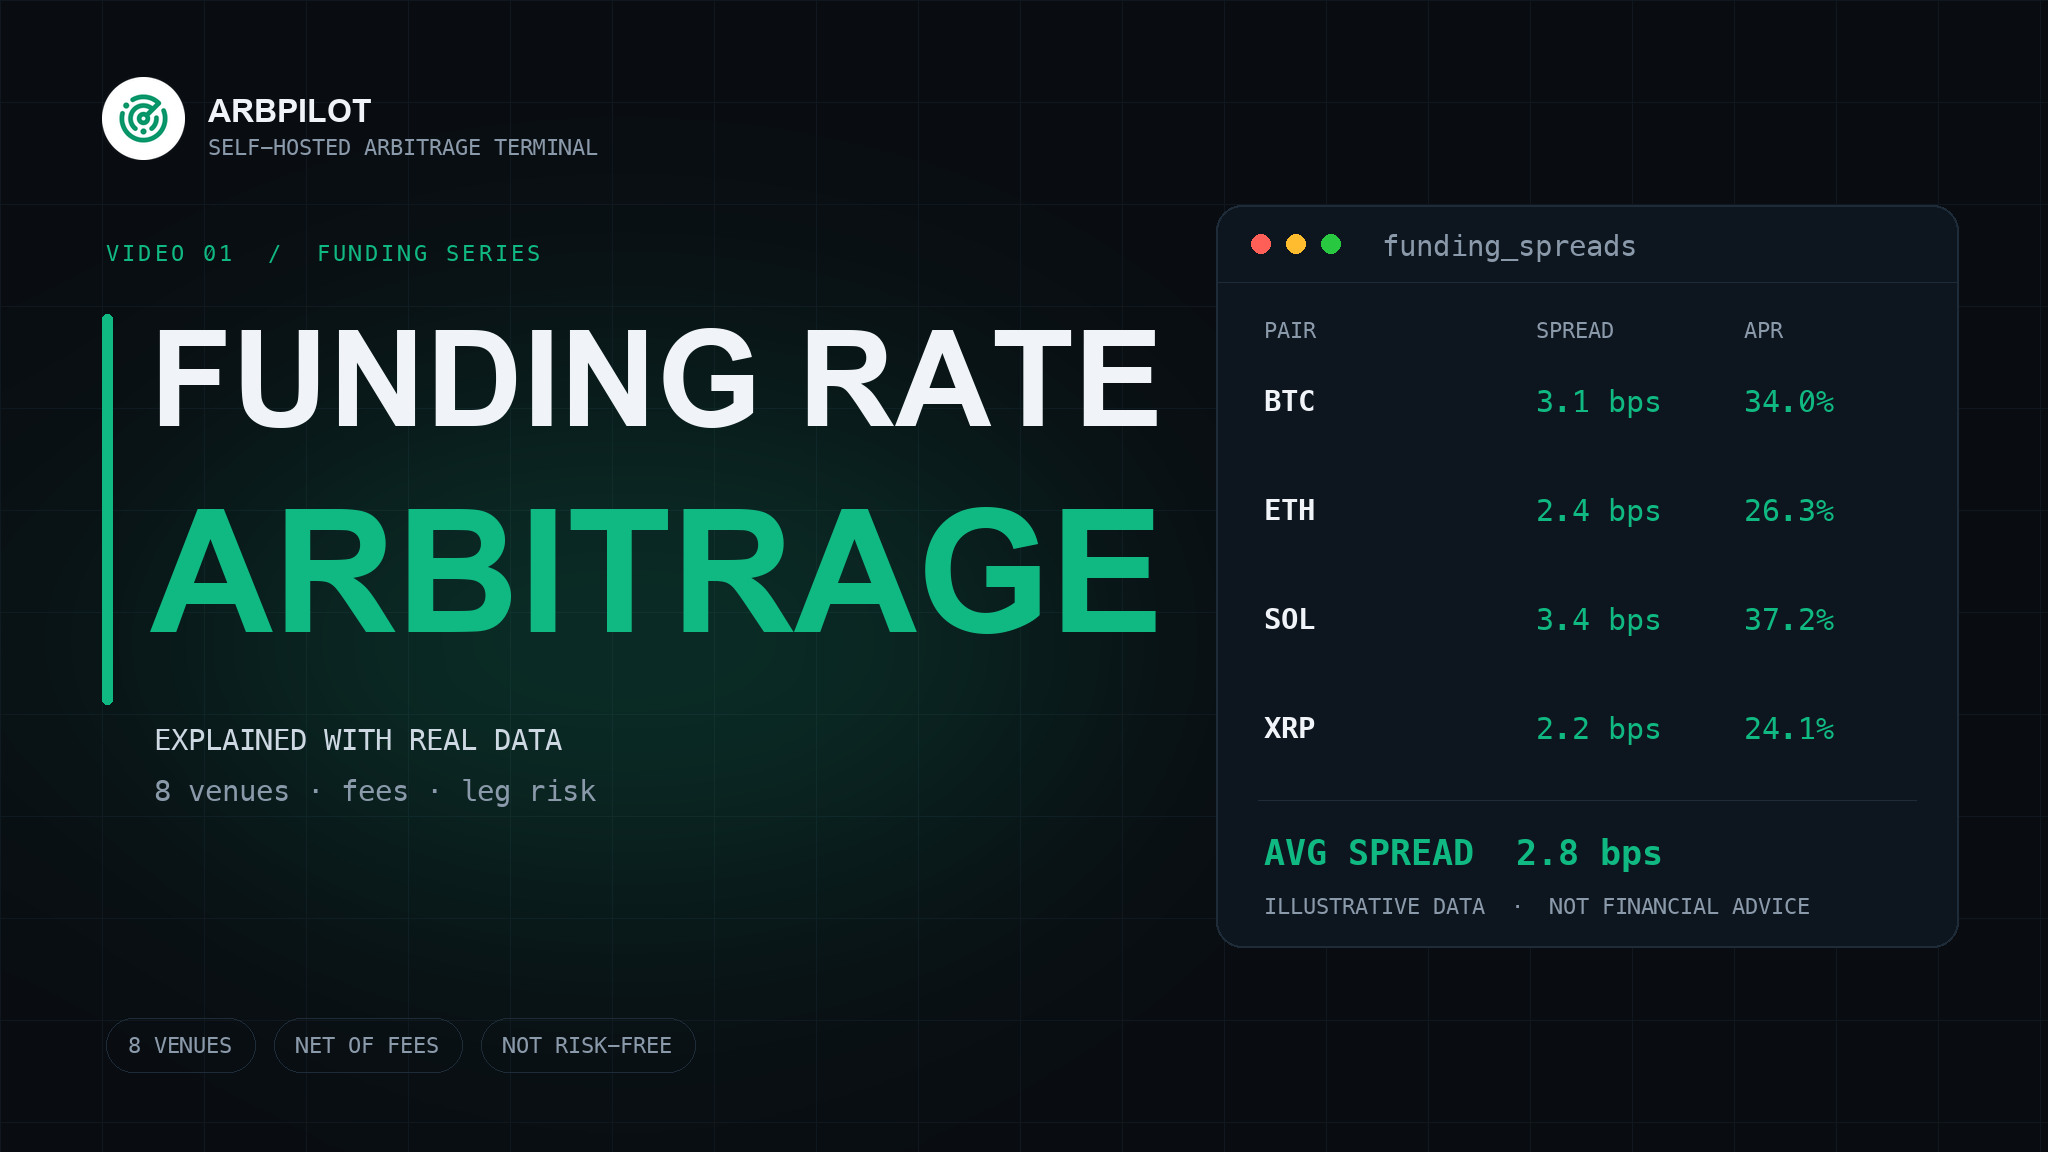 ARBPILOT
SELF-HOSTED ARBITRAGE TERMINAL
VIDEO 01 / FUNDING SERIES
FUNDING RATE
ARBITRAGE
EXPLAINED WITH REAL DATA
8 venues · fees · leg risk
8 VENUES
NET OF FEES
NOT RISK-FREE
funding_spreads
PAIR SPREAD APR
BTC 3.1 bps 34.0%
ETH 2.4 bps 26.3%
SOL 3.4 bps 37.2%
XRP 2.2 bps 24.1%
AVG SPREAD 2.8 bps
ILLUSTRATIVE DATA · NOT FINANCIAL ADVICE